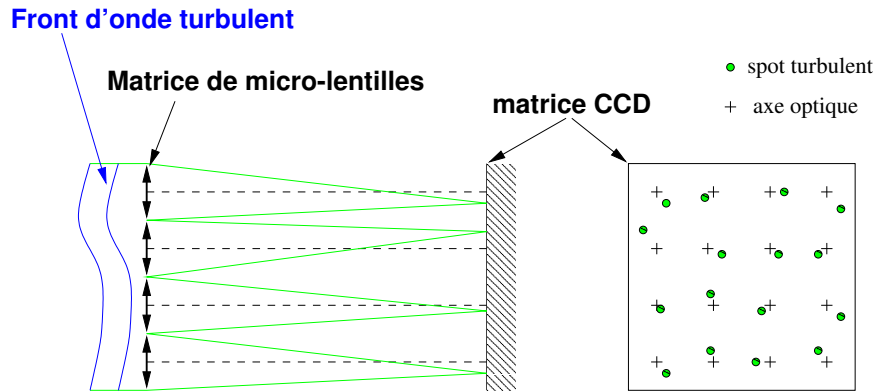 Front d'onde turbulent
Matrice de micro-lentilles
matrice CCD
spot turbulent
axe optique